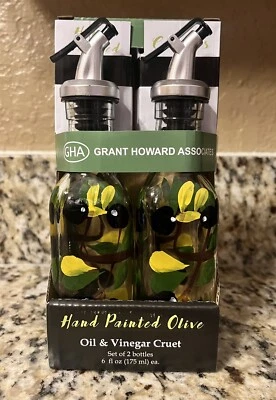 GHA GRANT HOWARD ASSOCIATES
Hand Painted Olive
Oil & Vinegar Cruet
Set of 2 bottles
6 fl oz (175 ml) ea.